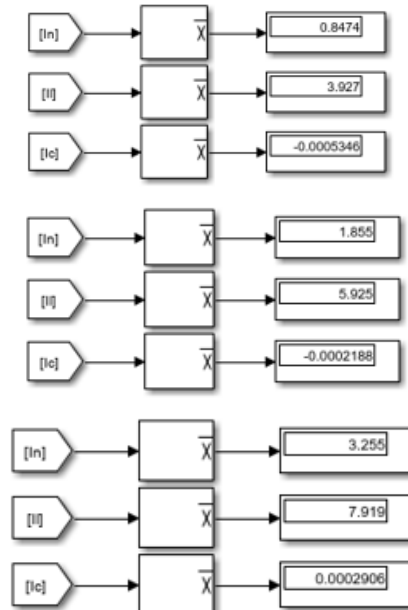 [In] x̅ 0.8474
[Il] x̅ 3.927
[Ic] x̅ -0.0005346
[In] x̅ 1.855
[Il] x̅ 5.925
[Ic] x̅ -0.0002188
[In] x̅ 3.255
[Il] x̅ 7.919
[Ic] x̅ 0.0002906